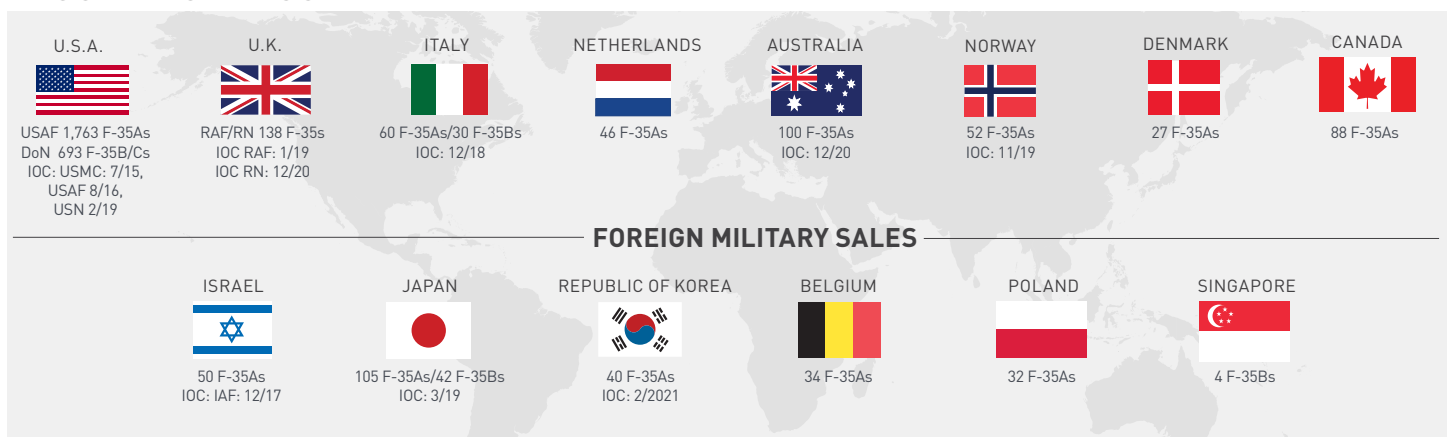 U.S.A.
USAF 1,763 F-35As
DoN 693 F-35B/Cs
IOC: USMC: 7/15,
USAF 8/16,
USN 2/19
U.K.
RAF/RN 138 F-35s
IOC RAF: 1/19
IOC RN: 12/20
ITALY
60 F-35As/30 F-35Bs
IOC: 12/18
NETHERLANDS
46 F-35As
AUSTRALIA
100 F-35As
IOC: 12/20
NORWAY
52 F-35As
IOC: 11/19
DENMARK
27 F-35As
CANADA
88 F-35As
FOREIGN MILITARY SALES
ISRAEL
50 F-35As
IOC: IAF: 12/17
JAPAN
105 F-35As/42 F-35Bs
IOC: 3/19
REPUBLIC OF KOREA
40 F-35As
IOC: 2/2021
BELGIUM
34 F-35As
POLAND
32 F-35As
SINGAPORE
4 F-35Bs